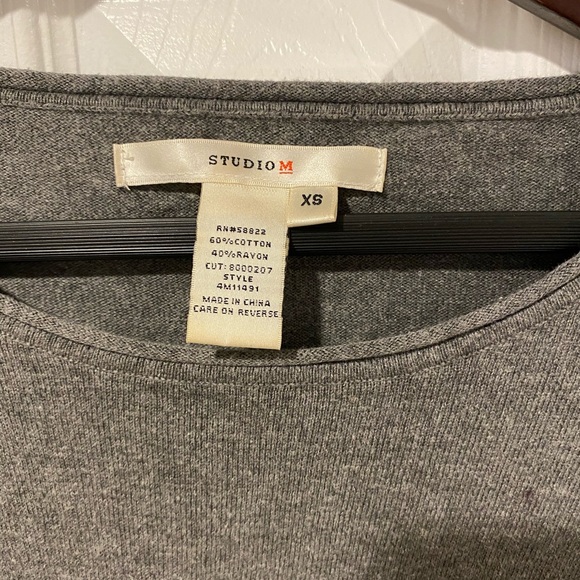 STUDIO M
XS
RN#58822
60%COTTON
40%RAYON
CUT: 8000207
STYLE
4M11491
MADE IN CHINA
CARE ON REVERSE